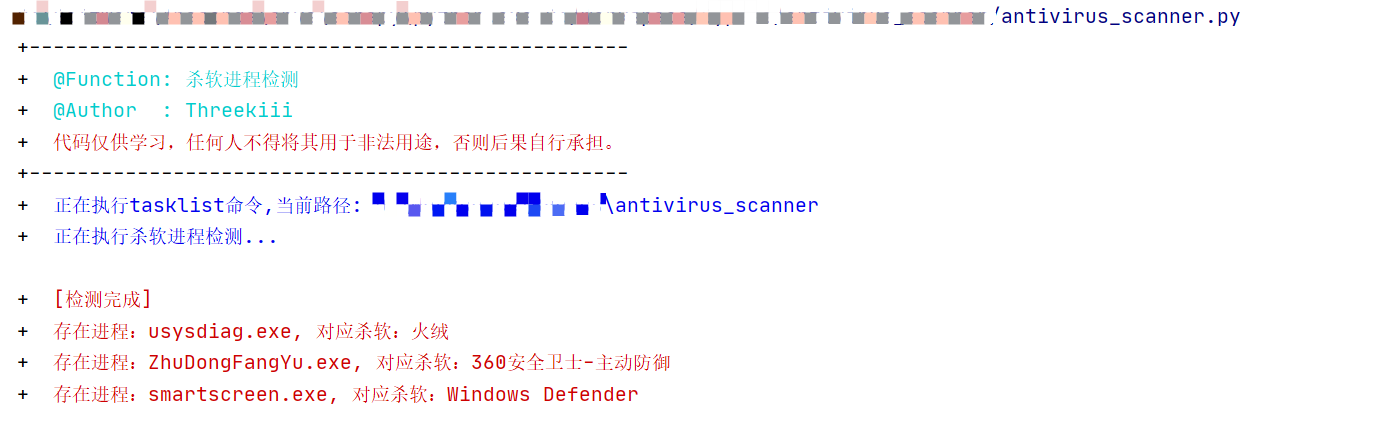 /antivirus_scanner.py
+-------------------------------------------------
+ @Function: 杀软进程检测
+ @Author : Threekiii
+ 代码仅供学习，任何人不得将其用于非法用途，否则后果自行承担。
+-------------------------------------------------
+ 正在执行tasklist命令,当前路径: \antivirus_scanner
+ 正在执行杀软进程检测...
+ [检测完成]
+ 存在进程：usysdiag.exe, 对应杀软：火绒
+ 存在进程：ZhuDongFangYu.exe, 对应杀软：360安全卫士-主动防御
+ 存在进程：smartscreen.exe, 对应杀软：Windows Defender